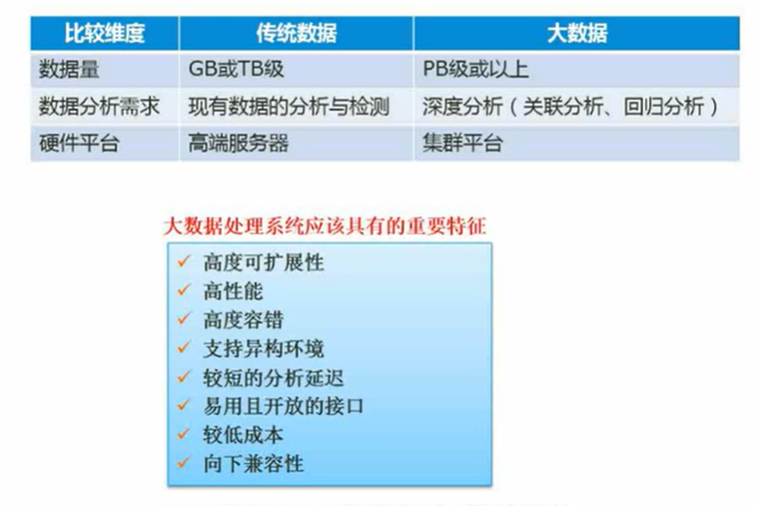 比较维度 传统数据 大数据
数据量 GB或TB级 PB级或以上
数据分析需求 现有数据的分析与检测 深度分析（关联分析、回归分析）
硬件平台 高端服务器 集群平台
大数据处理系统应该具有的重要特征
✓ 高度可扩展性
✓ 高性能
✓ 高度容错
✓ 支持异构环境
✓ 较短的分析延迟
✓ 易用且开放的接口
✓ 较低成本
✓ 向下兼容性